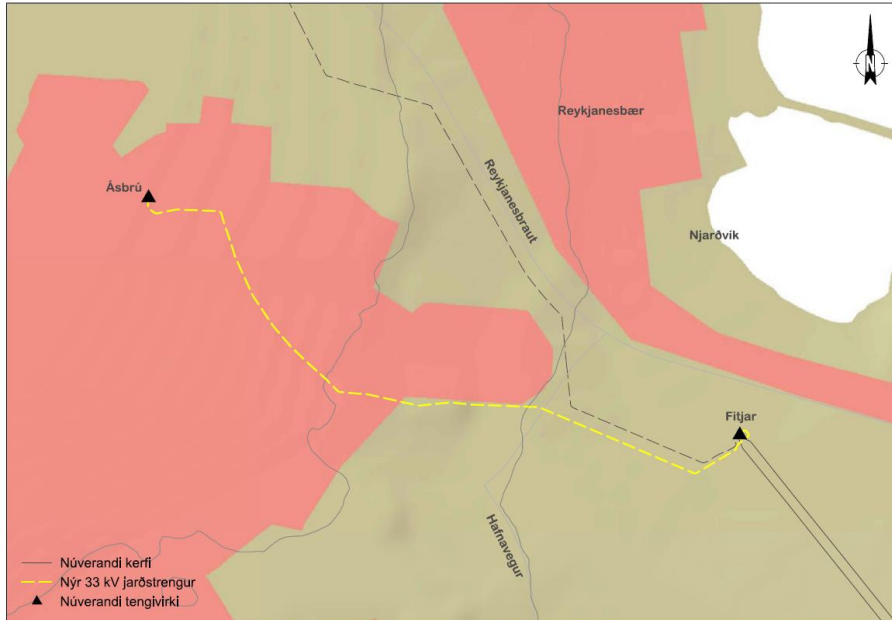 N
Reykjanesbær
Ásbrú
Reykjanesbraut
Njarðvík
Fitjar
Hafnavegur
Núverandi kerfi
Nýr 33 kV jarðstrengur
Núverandi tengivirki